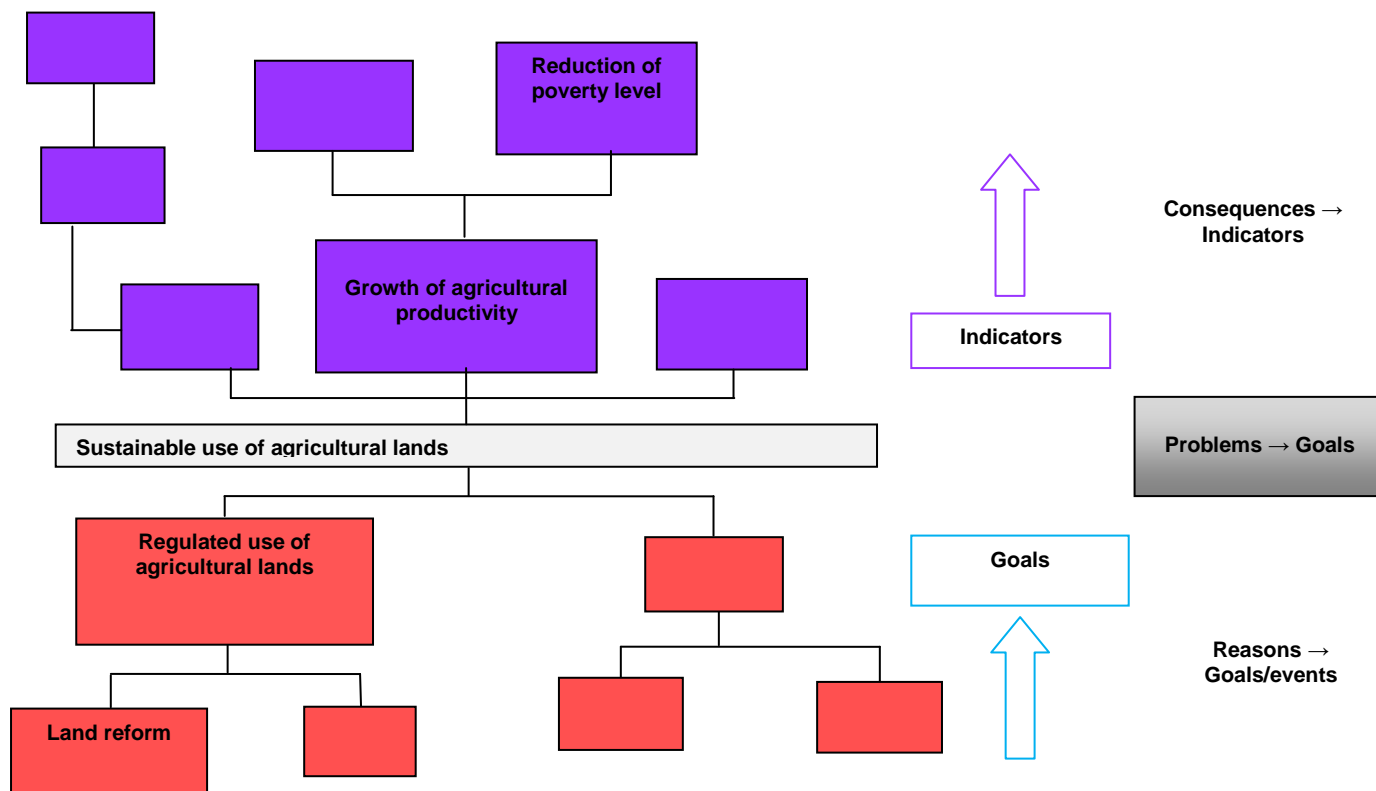 Reduction of
poverty level
Consequences →
Indicators
Growth of agricultural
productivity
Indicators
Sustainable use of agricultural lands
Problems → Goals
Regulated use of
agricultural lands
Goals
Reasons →
Goals/events
Land reform